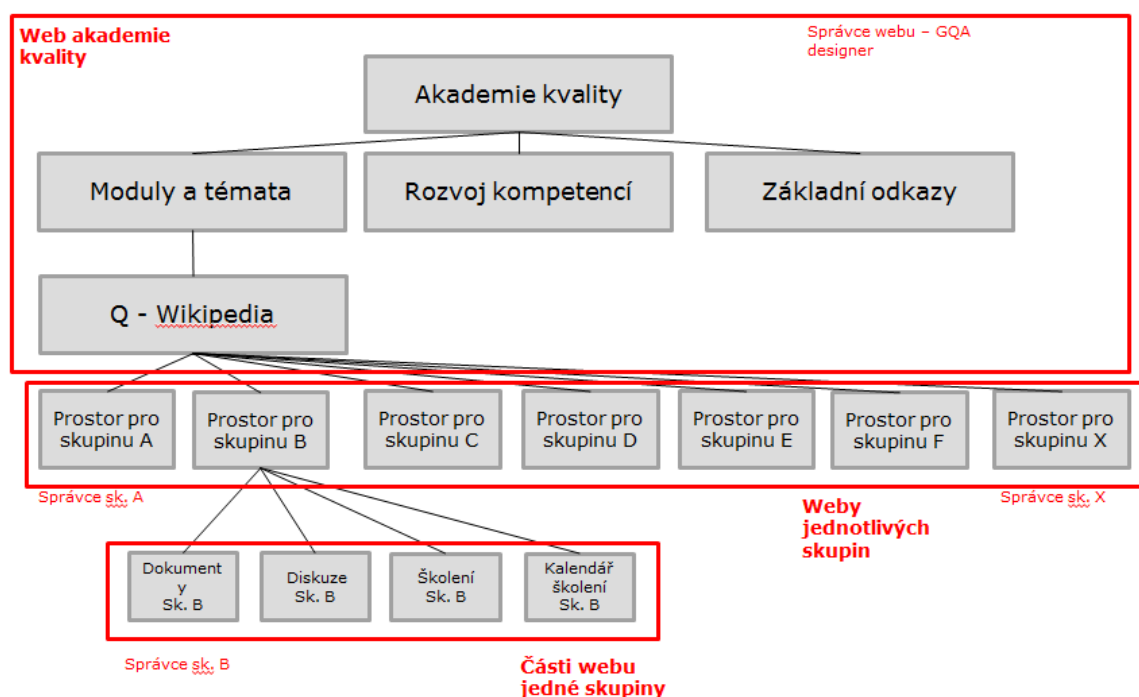 Web akademie
kvality
Správce webu – GQA
designer
Akademie kvality
Moduly a témata
Rozvoj kompetencí
Základní odkazy
Q - Wikipedia
Prostor pro
skupinu A
Prostor pro
skupinu B
Prostor pro
skupinu C
Prostor pro
skupinu D
Prostor pro
skupinu E
Prostor pro
skupinu F
Prostor pro
skupinu X
Správce sk. A
Weby
jednotlivých
skupin
Správce sk. X
Dokument
y
Sk. B
Diskuze
Sk. B
Školení
Sk. B
Kalendář
školení
Sk. B
Správce sk. B
Části webu
jedné skupiny